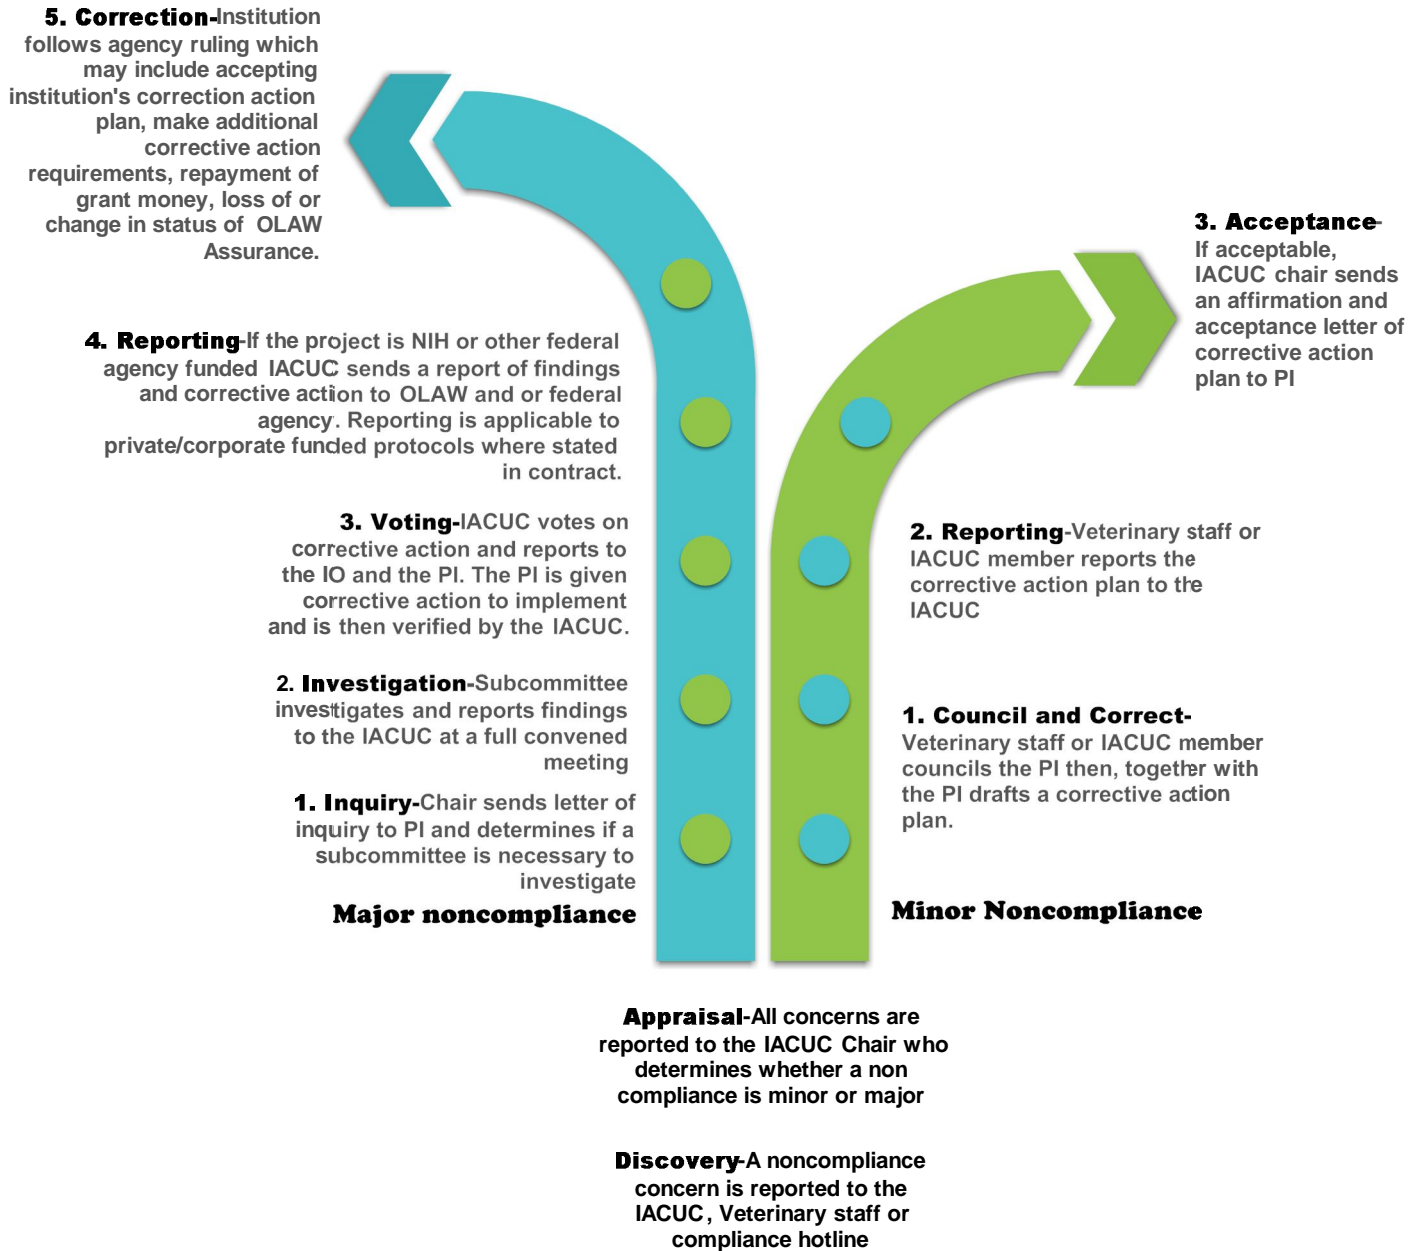 5. Correction-Institution
follows agency ruling which
may include accepting
institution's correction action
plan, make additional
corrective action
requirements, repayment of
grant money, loss of or
change in status of OLAW
Assurance.
4. Reporting-If the project is NIH or other federal
agency funded IACUC sends a report of findings
and corrective action to OLAW and or federal
agency. Reporting is applicable to
private/corporate funded protocols where stated
in contract.
3. Voting-IACUC votes on
corrective action and reports to
the IO and the PI. The PI is given
corrective action to implement
and is then verified by the IACUC.
2. Investigation-Subcommittee
investigates and reports findings
to the IACUC at a full convened
meeting
1. Inquiry-Chair sends letter of
inquiry to PI and determines if a
subcommittee is necessary to
investigate
Major noncompliance
3. Acceptance-
If acceptable,
IACUC chair sends
an affirmation and
acceptance letter of
corrective action
plan to PI
2. Reporting-Veterinary staff or
IACUC member reports the
corrective action plan to the
IACUC
1. Council and Correct-
Veterinary staff or IACUC member
councils the PI then, together with
the PI drafts a corrective action
plan.
Minor Noncompliance
Appraisal-All concerns are
reported to the IACUC Chair who
determines whether a non
compliance is minor or major
Discovery-A noncompliance
concern is reported to the
IACUC, Veterinary staff or
compliance hotline